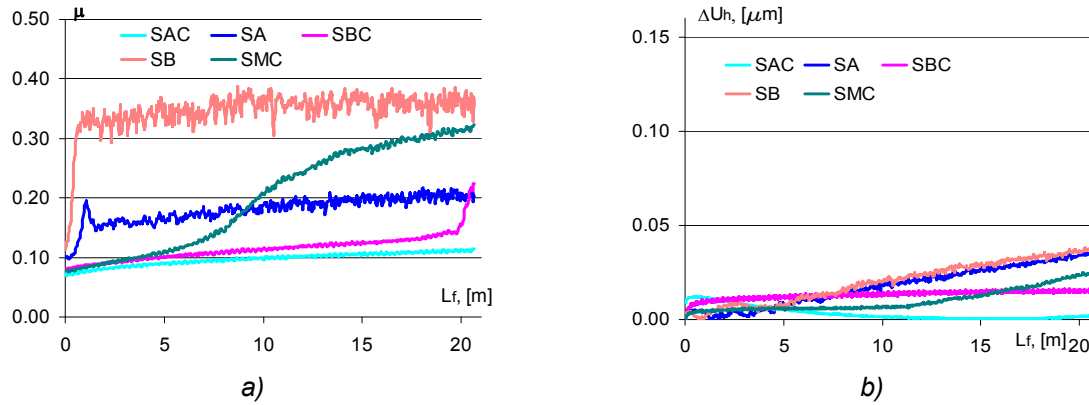 μ
0.50
SAC SA SBC
SB SMC
0.40
0.30
0.20
0.10
Lf, [m]
0.00
0 5 10 15 20
a)
ΔUh, [μm]
0.15
SAC SA SBC
SB SMC
0.10
0.05
0.00
Lf, [m]
0 5 10 15 20
b)